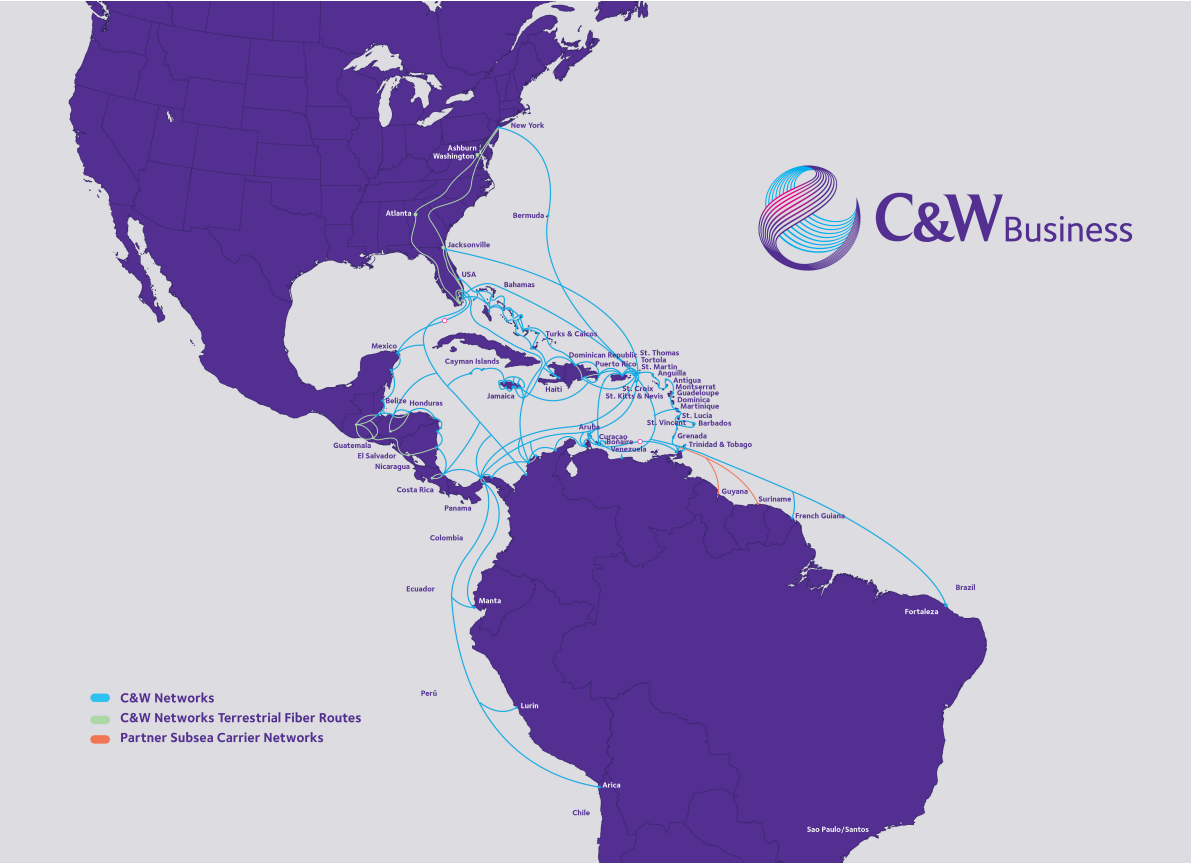 New York
Ashburn
Washington
Atlanta
Bermuda
C&W Business
Jacksonville
USA
Bahamas
Turks & Caicos
Mexico
Dominican Republic
St. Thomas
Tortola
Cayman Islands
Puerto Rico
St. Martin
Anguilla
Antigua
Haiti
St. Croix
Montserrat
Jamaica
St. Kitts & Nevis
Guadeloupe
Dominica
Belize
Honduras
Martinique
St. Lucia
St. Vincent
Barbados
Aruba
Curacao
Grenada
Bonaire
Guatemala
Trinidad & Tobago
Venezuela
El Salvador
Nicaragua
Costa Rica
Guyana
Suriname
Panama
French Guiana
Colombia
Ecuador
Brazil
Manta
Fortaleza
Perú
C&W Networks
Lurin
C&W Networks Terrestrial Fiber Routes
Partner Subsea Carrier Networks
Arica
Chile
Sao Paulo/Santos